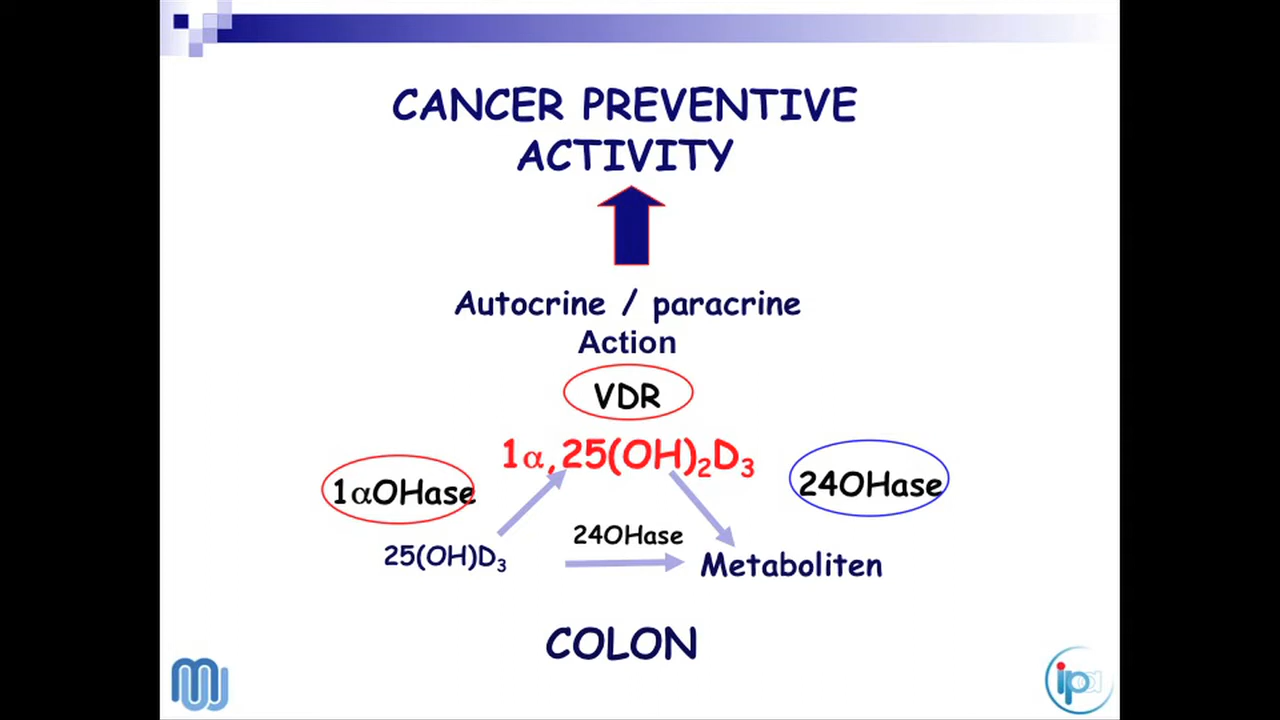 CANCER PREVENTIVE
ACTIVITY
Autocrine / paracrine
Action
VDR
1α,25(OH)₂D₃
1αOHase
24OHase
24OHase
25(OH)D₃
Metaboliten
COLON
ipa